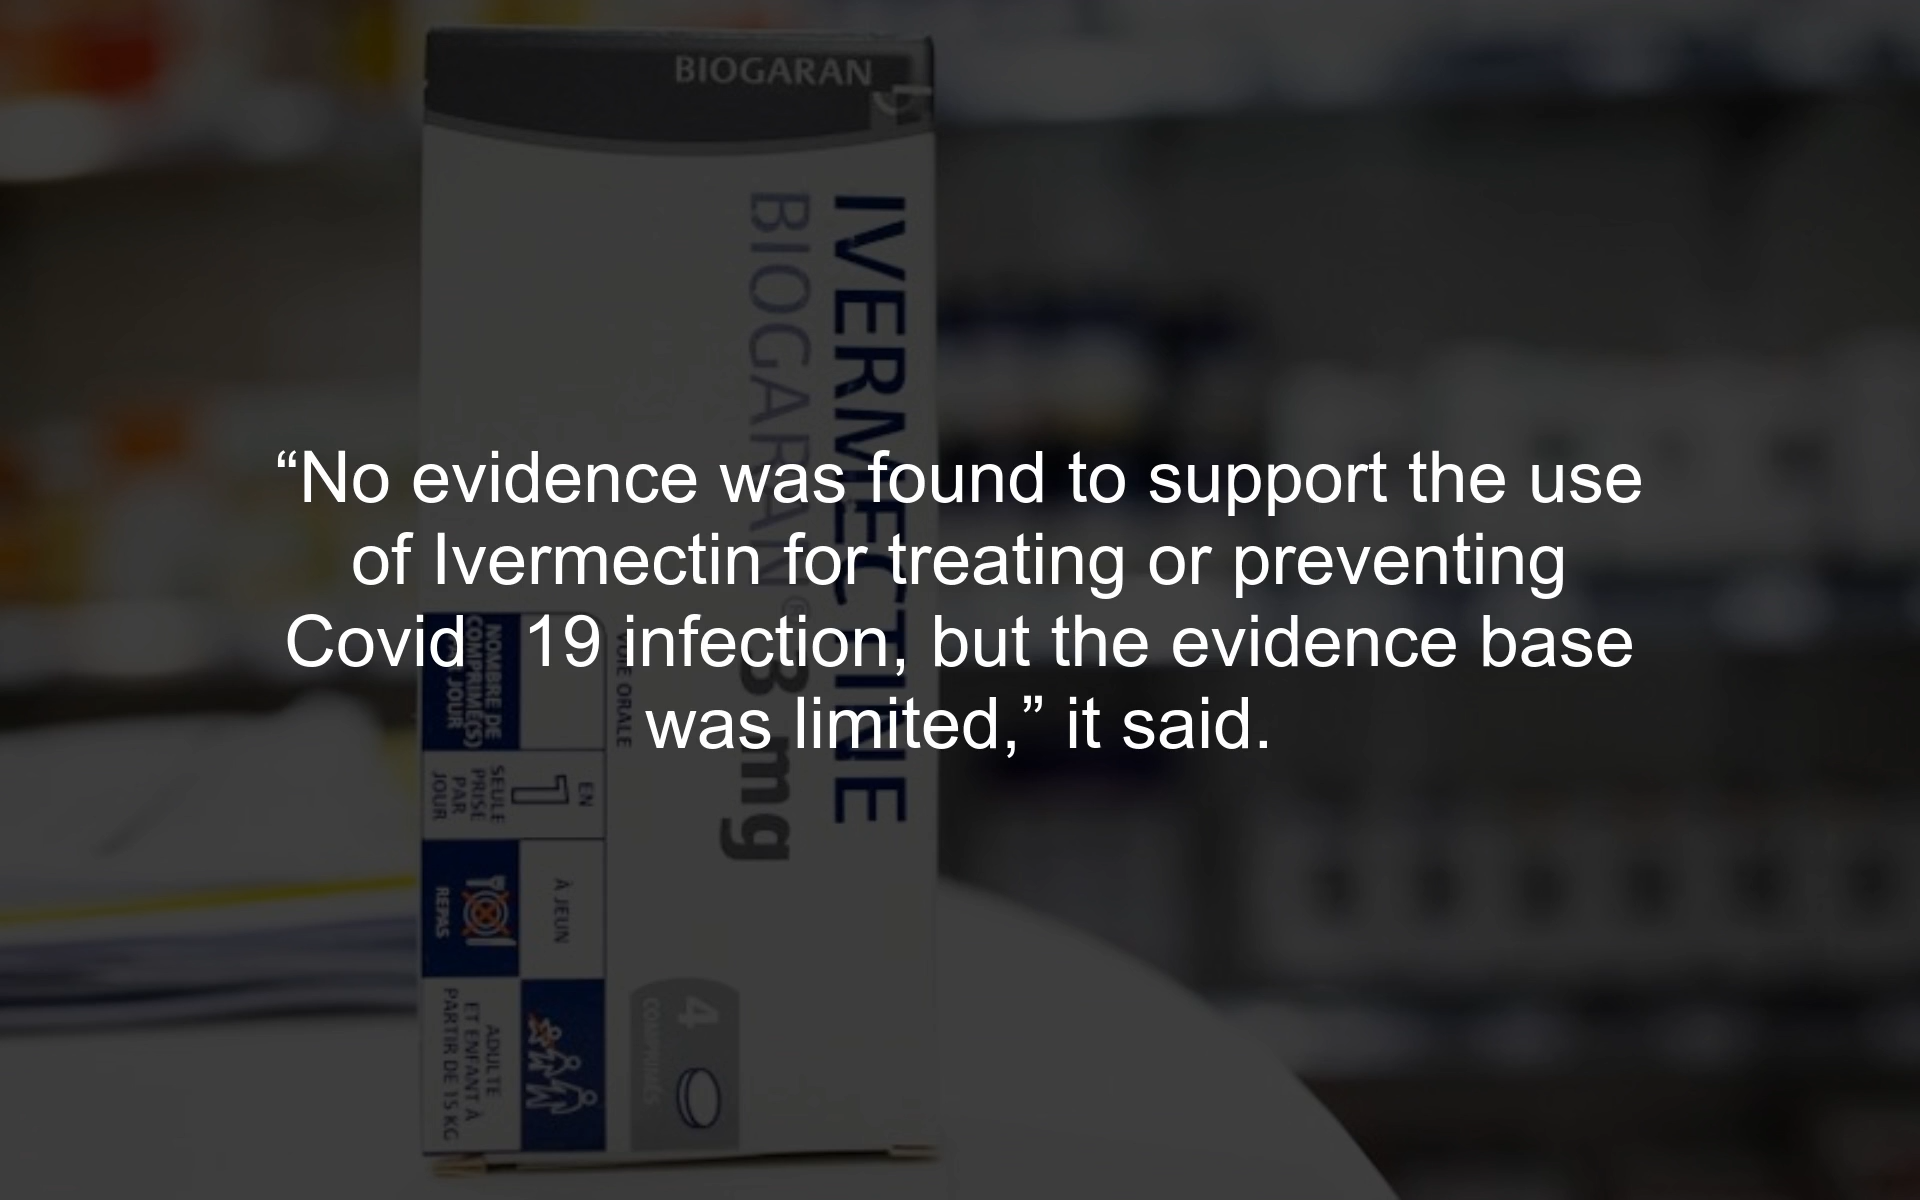 BIOGARAN
IVERMECTINE
BIOGARAN® 3 mg
“No evidence was found to support the use
of Ivermectin for treating or preventing
Covid 19 infection, but the evidence base
was limited,” it said.
VOIE ORALE
NOMBRE DE
COMPRIMÉ(S)
JOUR
EN
1
SEULE
PRISE
PAR
JOUR
À JEUN
REPAS
ADULTE
ET ENFANT À
PARTIR DE 15 KG
4
COMPRIMÉS